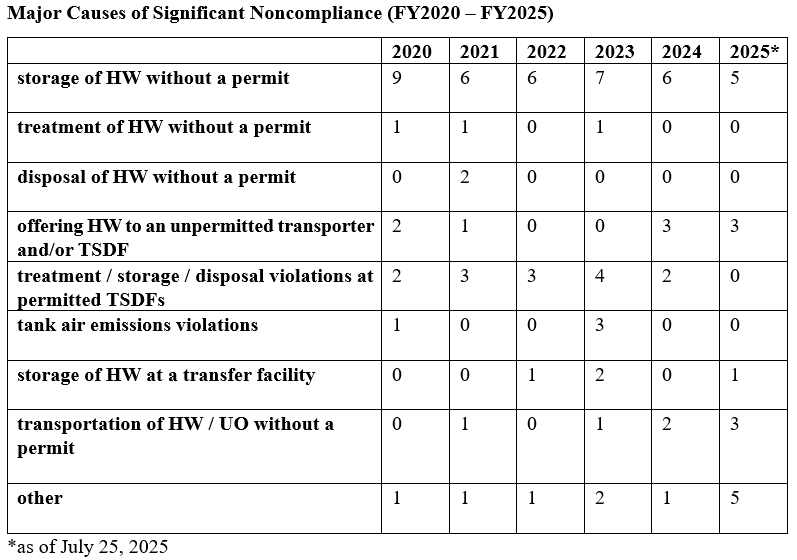 Major Causes of Significant Noncompliance (FY2020 – FY2025)
2020 2021 2022 2023 2024 2025*
storage of HW without a permit 9 6 6 7 6 5
treatment of HW without a permit 1 1 0 1 0 0
disposal of HW without a permit 0 2 0 0 0 0
offering HW to an unpermitted transporter 2 1 0 0 3 3
and/or TSDF
treatment / storage / disposal violations at 2 3 3 4 2 0
permitted TSDFs
tank air emissions violations 1 0 0 3 0 0
storage of HW at a transfer facility 0 0 1 2 0 1
transportation of HW / UO without a 0 1 0 1 2 3
permit
other 1 1 1 2 1 5
*as of July 25, 2025